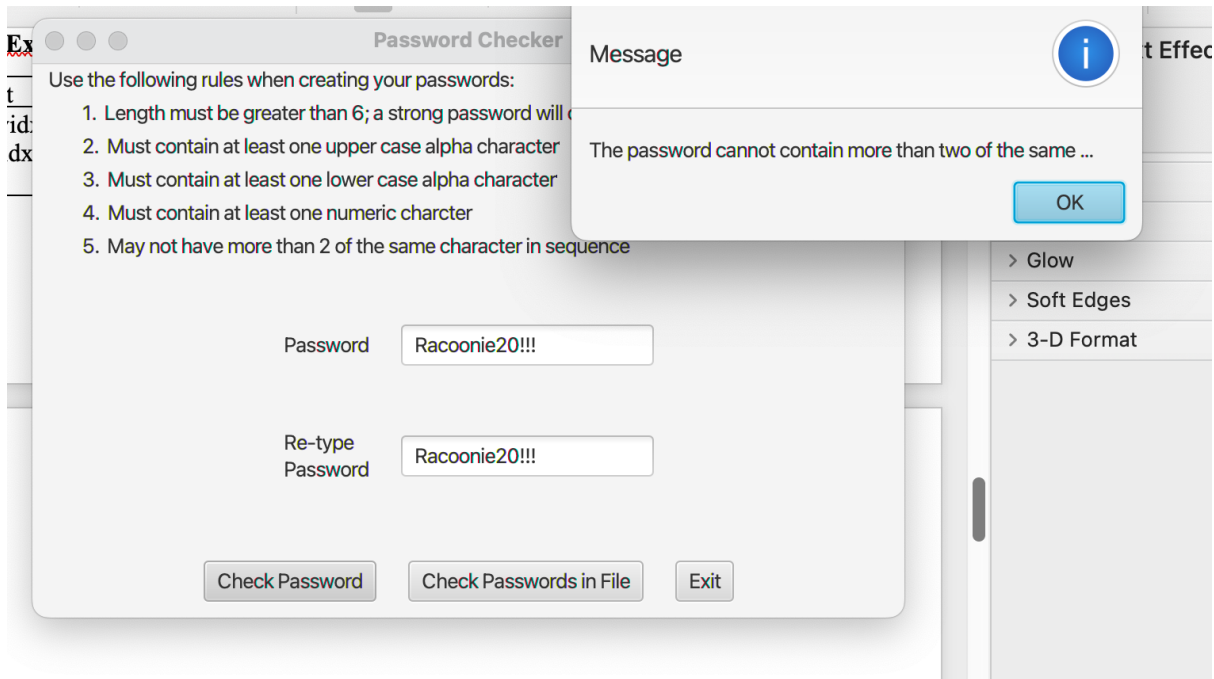 Ex
t
idx
Password Checker
Use the following rules when creating your passwords:
1. Length must be greater than 6; a strong password will
2. Must contain at least one upper case alpha character
3. Must contain at least one lower case alpha character
4. Must contain at least one numeric charcter
5. May not have more than 2 of the same character in sequence
Message
The password cannot contain more than two of the same ...
OK
Password
Racoonie20!!!
Re-type
Password
Racoonie20!!!
Check Password
Check Passwords in File
Exit
t Effec
> Glow
> Soft Edges
> 3-D Format